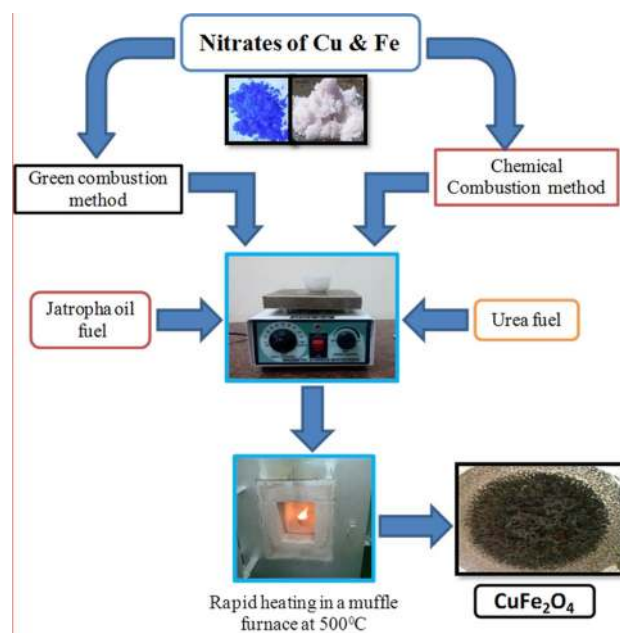 Nitrates of Cu & Fe
Green combustion
method
Chemical
Combustion method
Jatropha oil
fuel
Urea fuel
Rapid heating in a muffle
furnace at 500⁰C
CuFe₂O₄